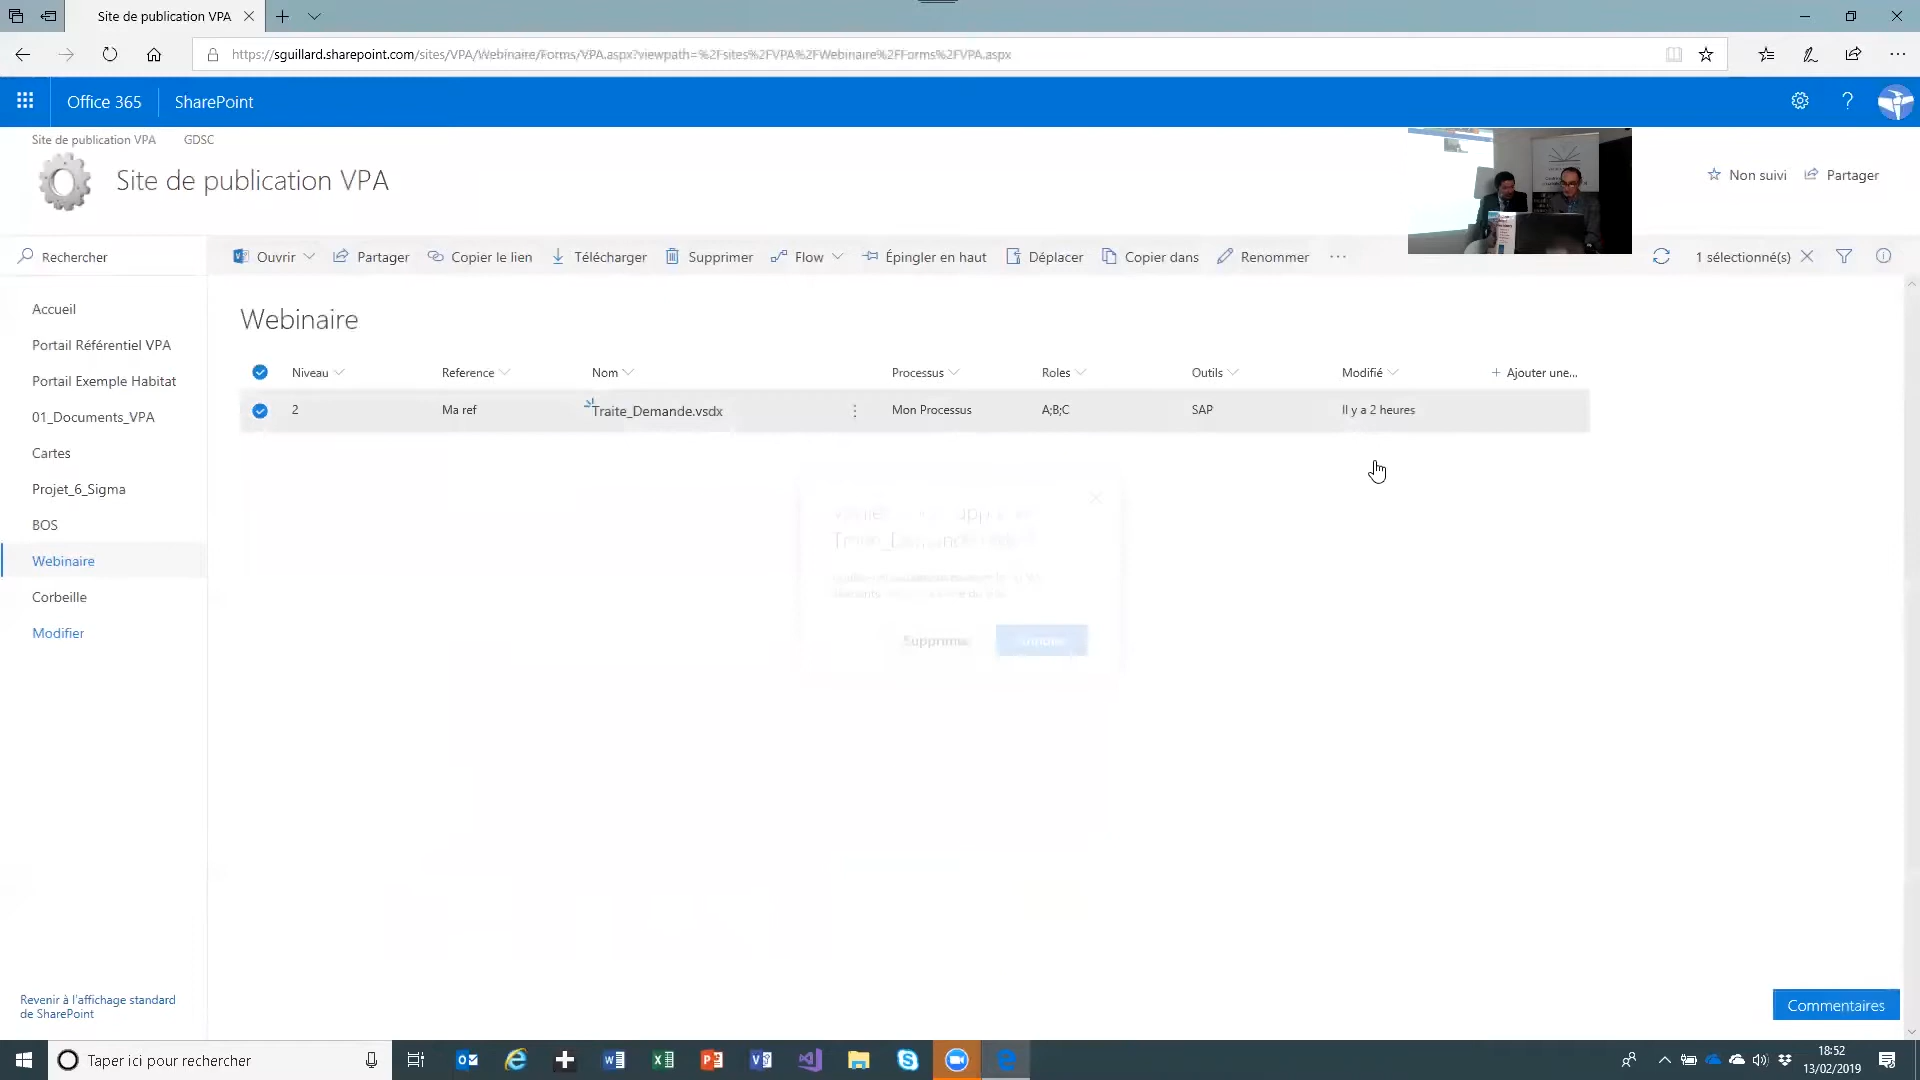 Site de publication VPA
https://sguillard.sharepoint.com/sites/VPA/Webinaire/Forms/VPA.aspx?viewpath=%2Fsites%2FVPA%2FWebinaire%2FForms%2FVPA.aspx
Office 365
SharePoint
Site de publication VPA
GDSC
Site de publication VPA
Non suivi
Partager
Rechercher
Ouvrir
Partager
Copier le lien
Télécharger
Supprimer
Flow
Épingler en haut
Déplacer
Copier dans
Renommer
1 sélectionné(s)
Accueil
Portail Référentiel VPA
Portail Exemple Habitat
01_Documents_VPA
Cartes
Projet_6_Sigma
BOS
Webinaire
Corbeille
Modifier
Webinaire
Niveau
Reference
Nom
Processus
Roles
Outils
Modifié
Ajouter une...
2
Ma ref
Traite_Demande.vsdx
Mon Processus
A;B;C
SAP
Il y a 2 heures
Supprimer
Revenir à l'affichage standard
de SharePoint
Commentaires
Taper ici pour rechercher
18:52
13/02/2019